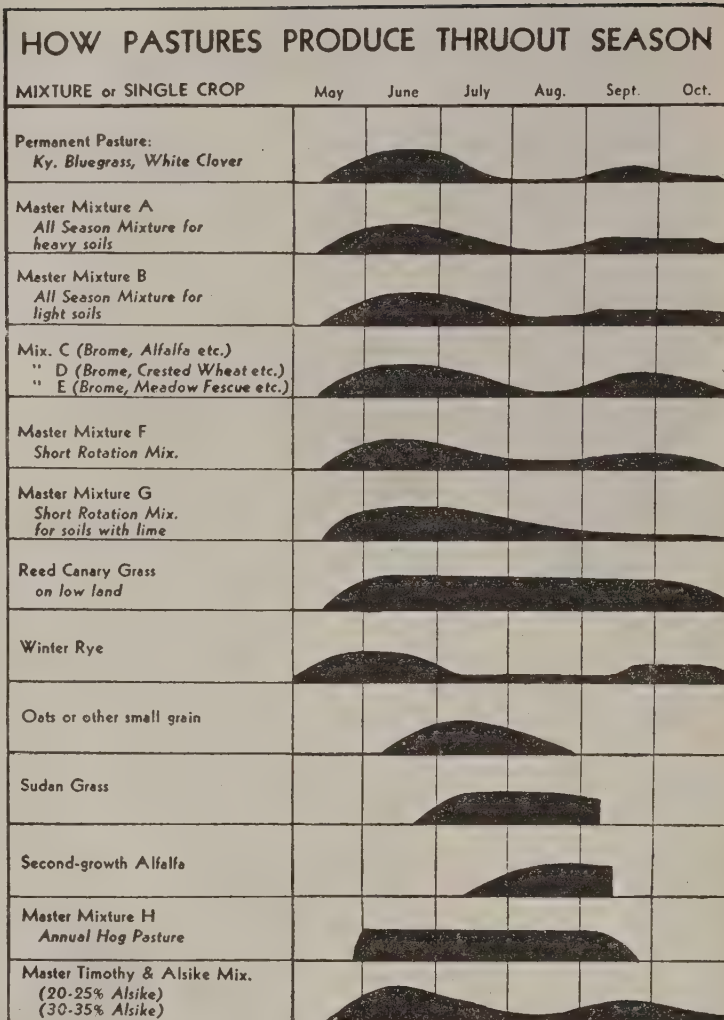 HOW PASTURES PRODUCE THRUOUT SEASON
MIXTURE or SINGLE CROP May June July Aug. Sept. Oct.
Permanent Pasture:
Ky. Bluegrass, White Clover
Master Mixture A
All Season Mixture for
heavy soils
Master Mixture B
All Season Mixture for
light soils
Mix. C (Brome, Alfalfa etc.)
" D (Brome, Crested Wheat etc.)
" E (Brome, Meadow Fescue etc.)
Master Mixture F
Short Rotation Mix.
Master Mixture G
Short Rotation Mix.
for soils with lime
Reed Canary Grass
on low land
Winter Rye
Oats or other small grain
Sudan Grass
Second-growth Alfalfa
Master Mixture H
Annual Hog Pasture
Master Timothy & Alsike Mix.
(20-25% Alsike)
(30-35% Alsike)